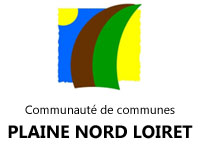 Communauté de communes
PLAINE NORD LOIRET